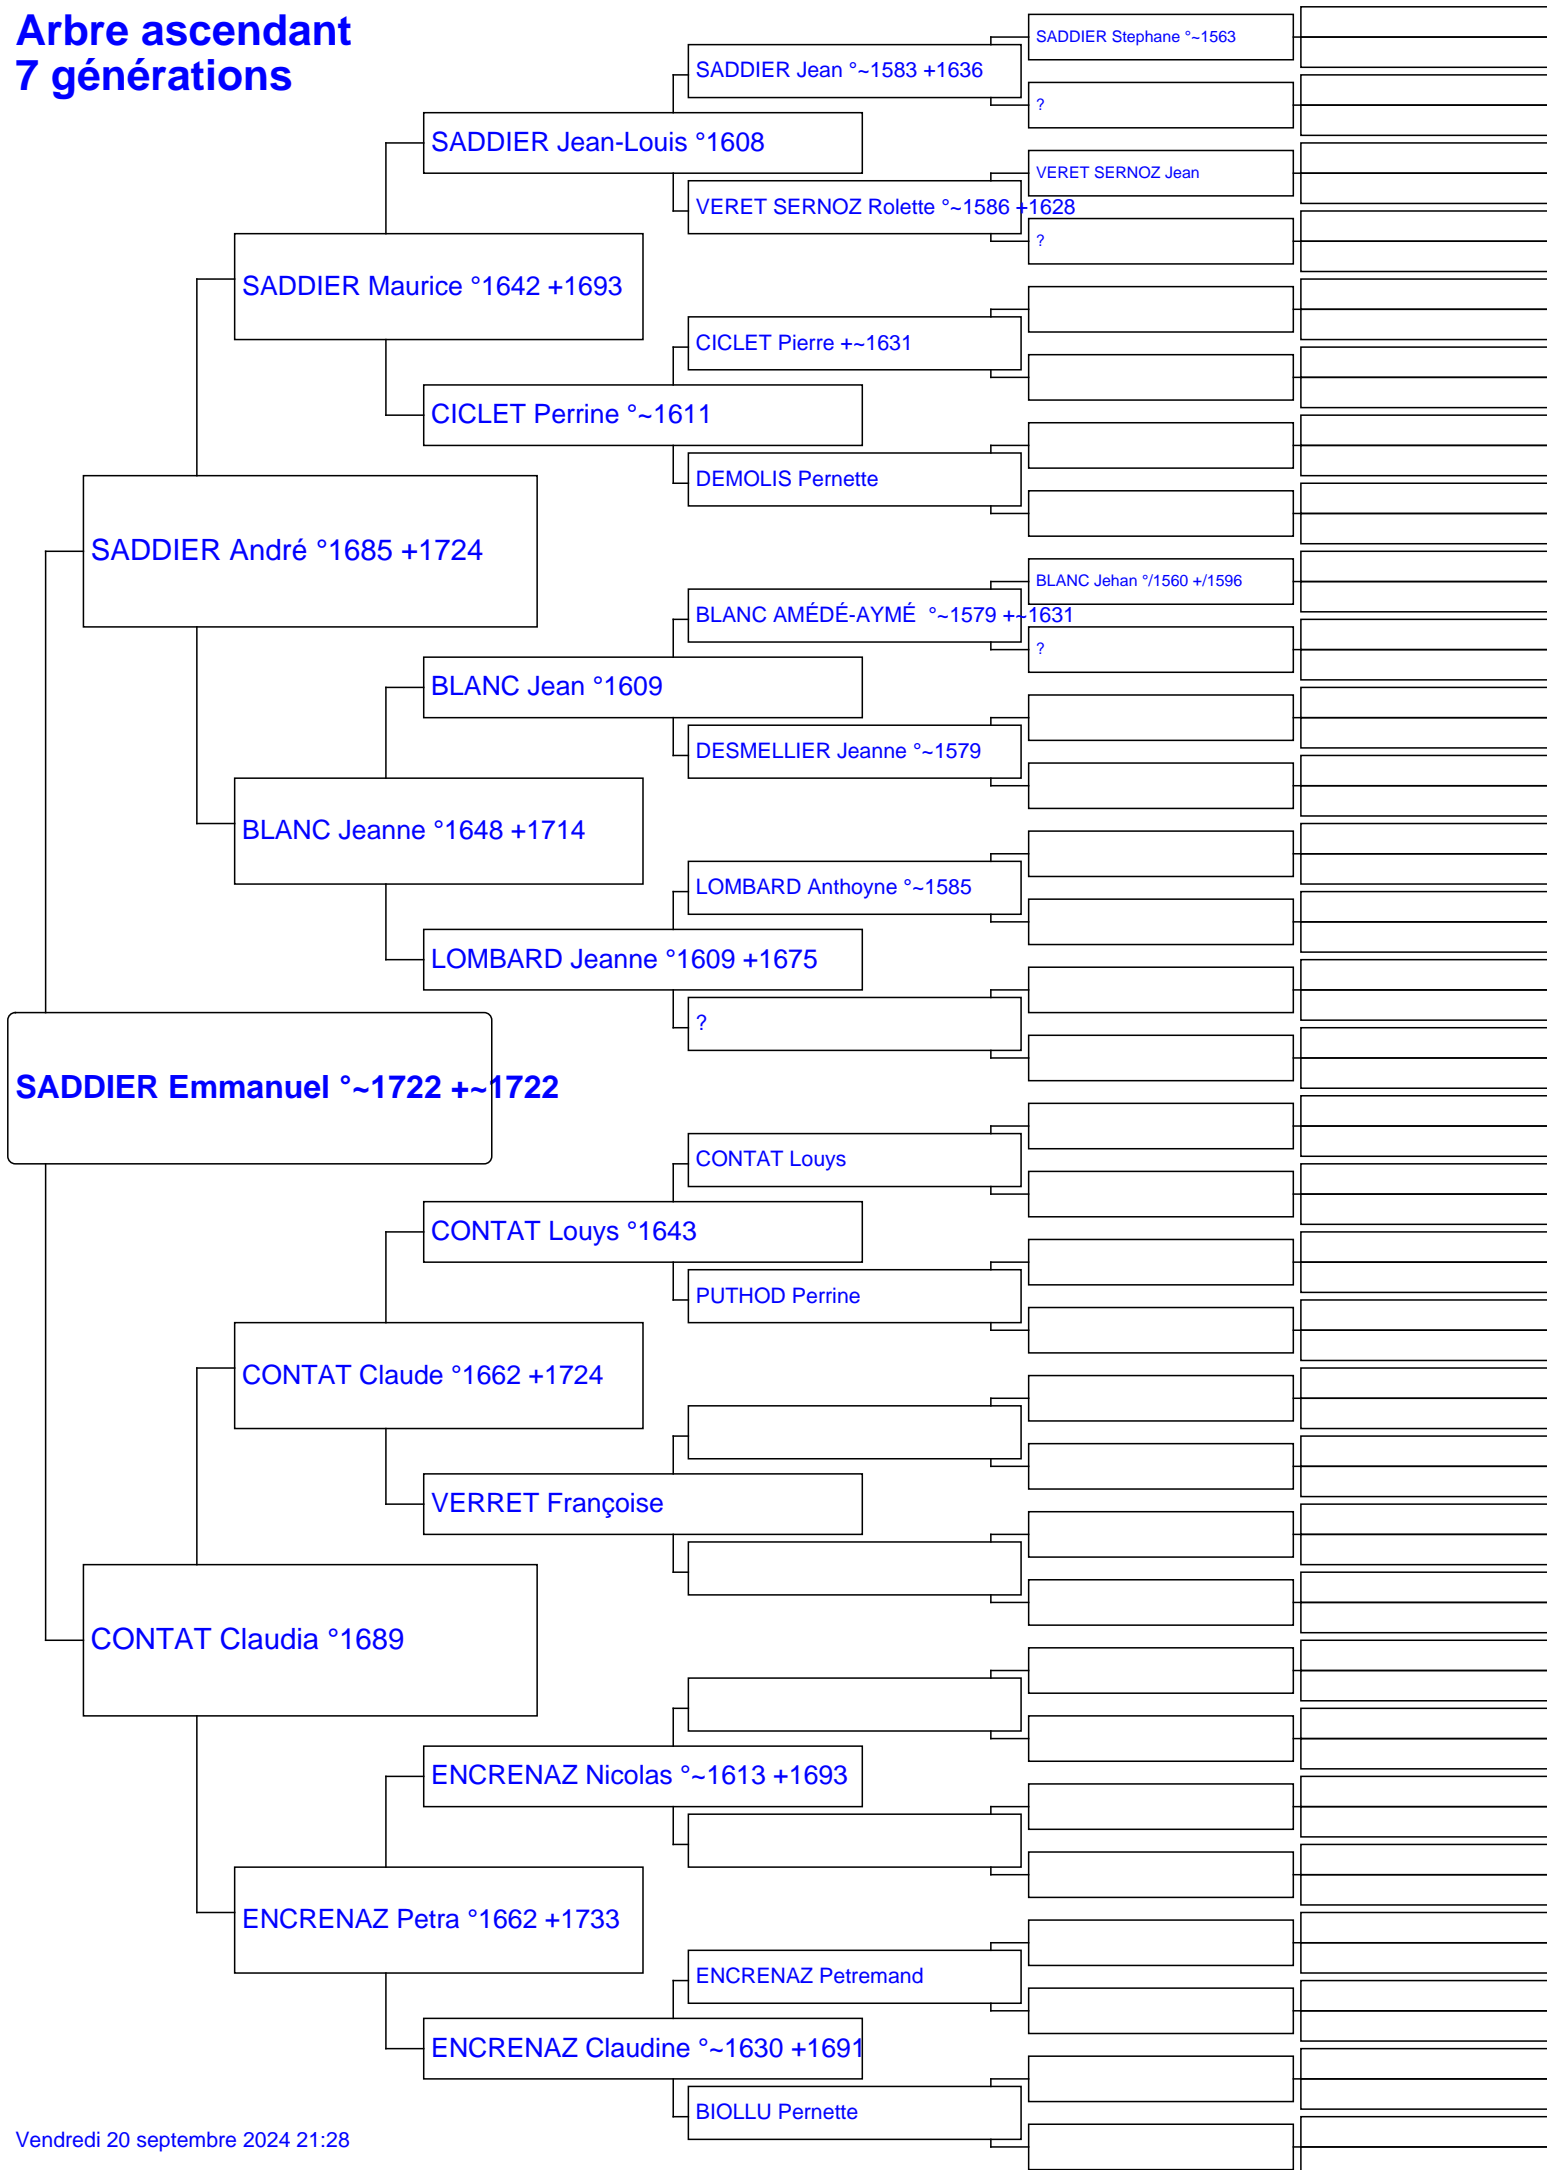 Arbre ascendant
7 générations
SADDIER Stephane °~1563
SADDIER Jean °~1583 +1636
?
SADDIER Jean-Louis °1608
VERET SERNOZ Jean
VERET SERNOZ Rolette °~1586 +1628
?
SADDIER Maurice °1642 +1693
CICLET Pierre +~1631
CICLET Perrine °~1611
DEMOLIS Pernette
SADDIER André °1685 +1724
BLANC Jehan °/1560 +/1596
BLANC AMÉDÉ-AYMÉ  °~1579 +~1631
?
BLANC Jean °1609
DESMELLIER Jeanne °~1579
BLANC Jeanne °1648 +1714
LOMBARD Anthoyne °~1585
LOMBARD Jeanne °1609 +1675
?
SADDIER Emmanuel °~1722 +~1722
CONTAT Louys
CONTAT Louys °1643
PUTHOD Perrine
CONTAT Claude °1662 +1724
VERRET Françoise
CONTAT Claudia °1689
ENCRENAZ Nicolas °~1613 +1693
ENCRENAZ Petra °1662 +1733
ENCRENAZ Petremand
ENCRENAZ Claudine °~1630 +1691
BIOLLU Pernette
Vendredi 20 septembre 2024 21:28